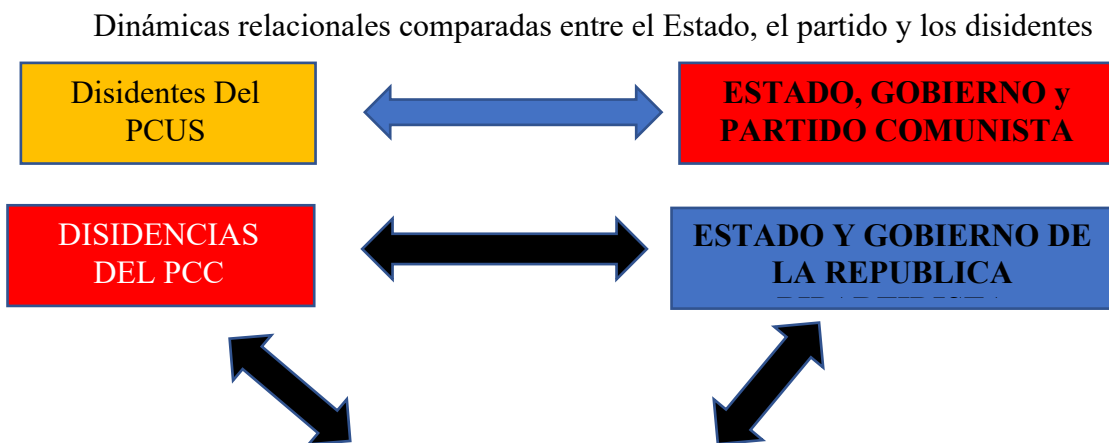 Dinámicas relacionales comparadas entre el Estado, el partido y los disidentes
Disidentes Del
PCUS
ESTADO, GOBIERNO y
PARTIDO COMUNISTA
DISIDENCIAS
DEL PCC
ESTADO Y GOBIERNO DE
LA REPUBLICA